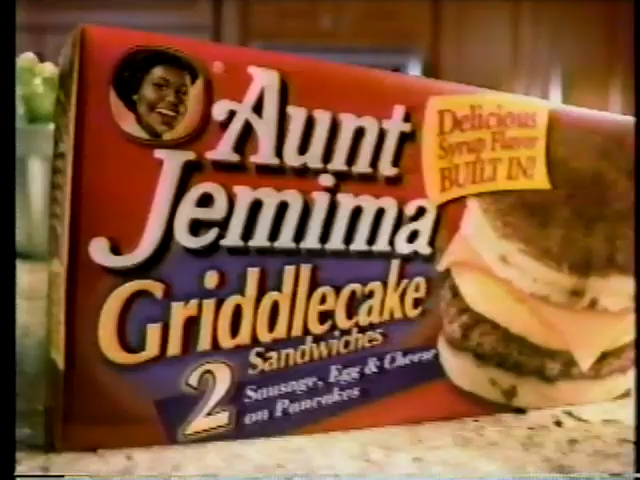 Aunt
Jemima
Griddlecake
Sandwiches
2
Sausage, Egg & Cheese
on Pancakes
Delicious
Syrup Flavor
BUILT IN!